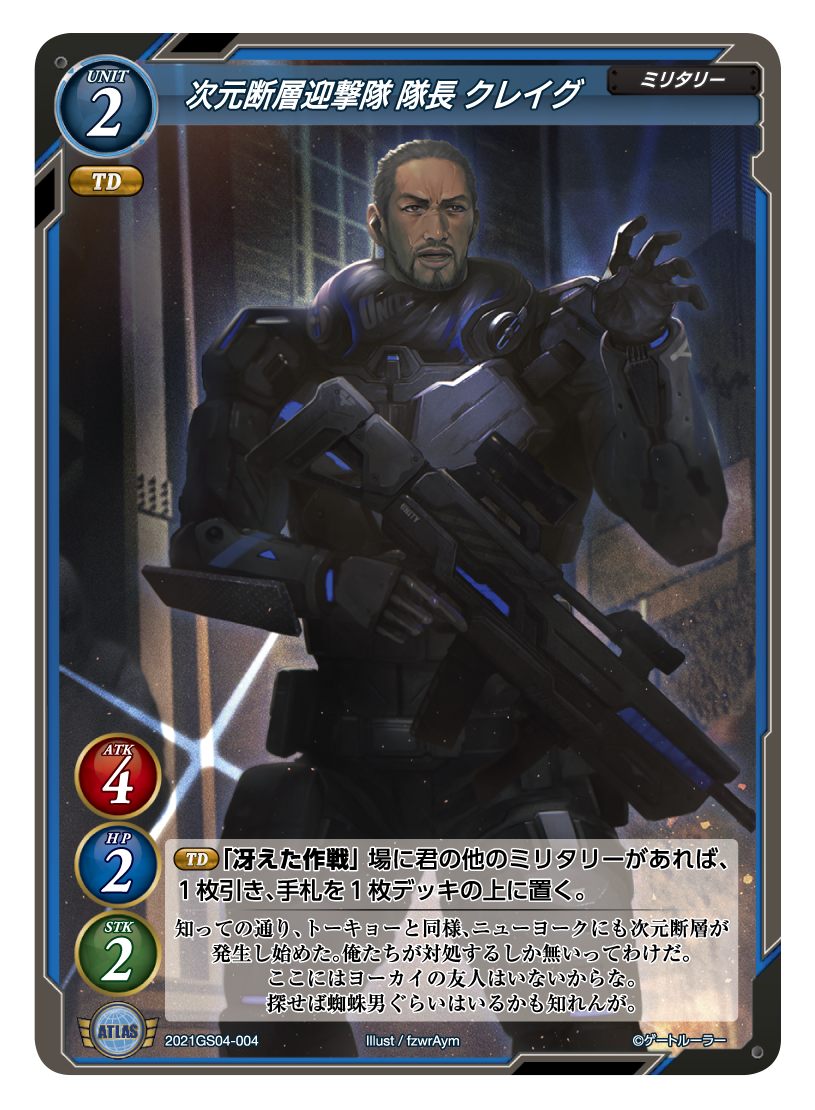 UNIT
2
次元断層迎撃隊 隊長 クレイグ
ミリタリー
TD
UNITY
ATK
4
HP
2
STK
2
TD「冴えた作戦」場に君の他のミリタリーがあれば、
1枚引き、手札を1枚デッキの上に置く。
知っての通り、トーキョーと同様、ニューヨークにも次元断層が
発生し始めた。俺たちが対処するしか無いってわけだ。
ここにはヨーカイの友人はいないからな。
探せば蜘蛛男ぐらいはいるかも知れんが。
ATLAS
2021GS04-004
Illust / fzwrAym
©ゲートルーラー